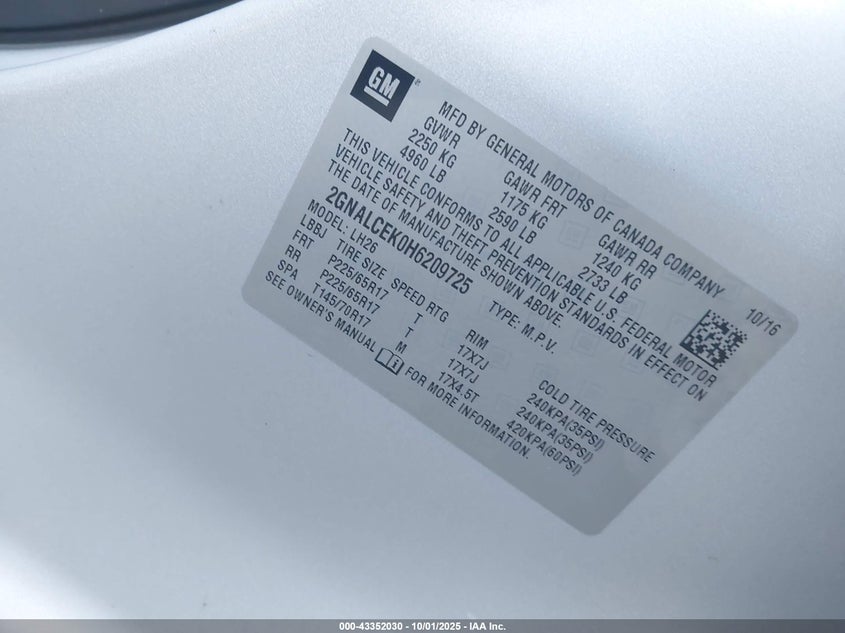 GM
MFD BY GENERAL MOTORS OF CANADA COMPANY
10/16
GVWR GAWR FRT GAWR RR
2250 KG 1175 KG 1240 KG
4960 LB 2590 LB 2733 LB
THIS VEHICLE CONFORMS TO ALL APPLICABLE U.S. FEDERAL MOTOR
VEHICLE SAFETY AND THEFT PREVENTION STANDARDS IN EFFECT ON
THE DATE OF MANUFACTURE SHOWN ABOVE.
2GNALCEK0H6209725 TYPE: M.P.V.
MODEL: LH26
LBBJ TIRE SIZE SPEED RTG RIM COLD TIRE PRESSURE
FRT P225/65R17 T 17X7J 240KPA(35PSI)
RR P225/65R17 T 17X7J 240KPA(35PSI)
SPA T145/70R17 M 17X4.5T 420KPA(60PSI)
SEE OWNER'S MANUAL FOR MORE INFORMATION.
000-43352030 - 10/01/2025 - IAA Inc.